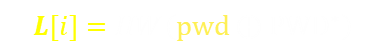 L[i] = pwd